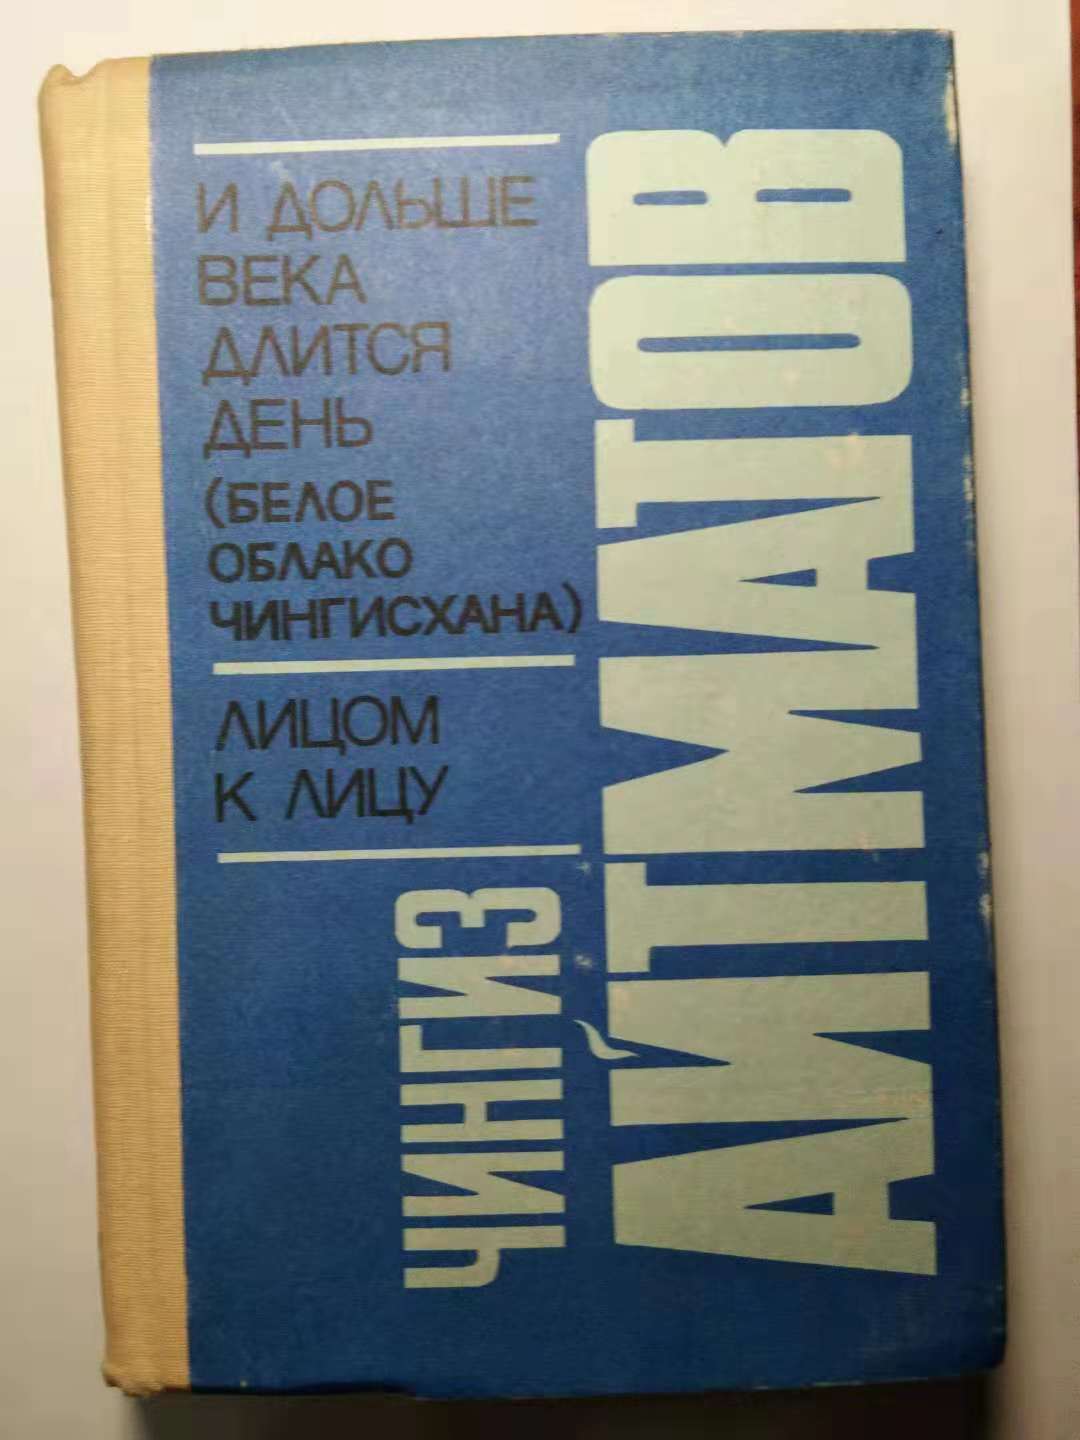 И ДОЛЬШЕ
ВЕКА
ДЛИТСЯ
ДЕНЬ
(БЕЛОЕ
ОБЛАКО
ЧИНГИСХАНА)
ЛИЦОМ
К ЛИЦУ
ЧИНГИЗ
АЙТМАТОВ